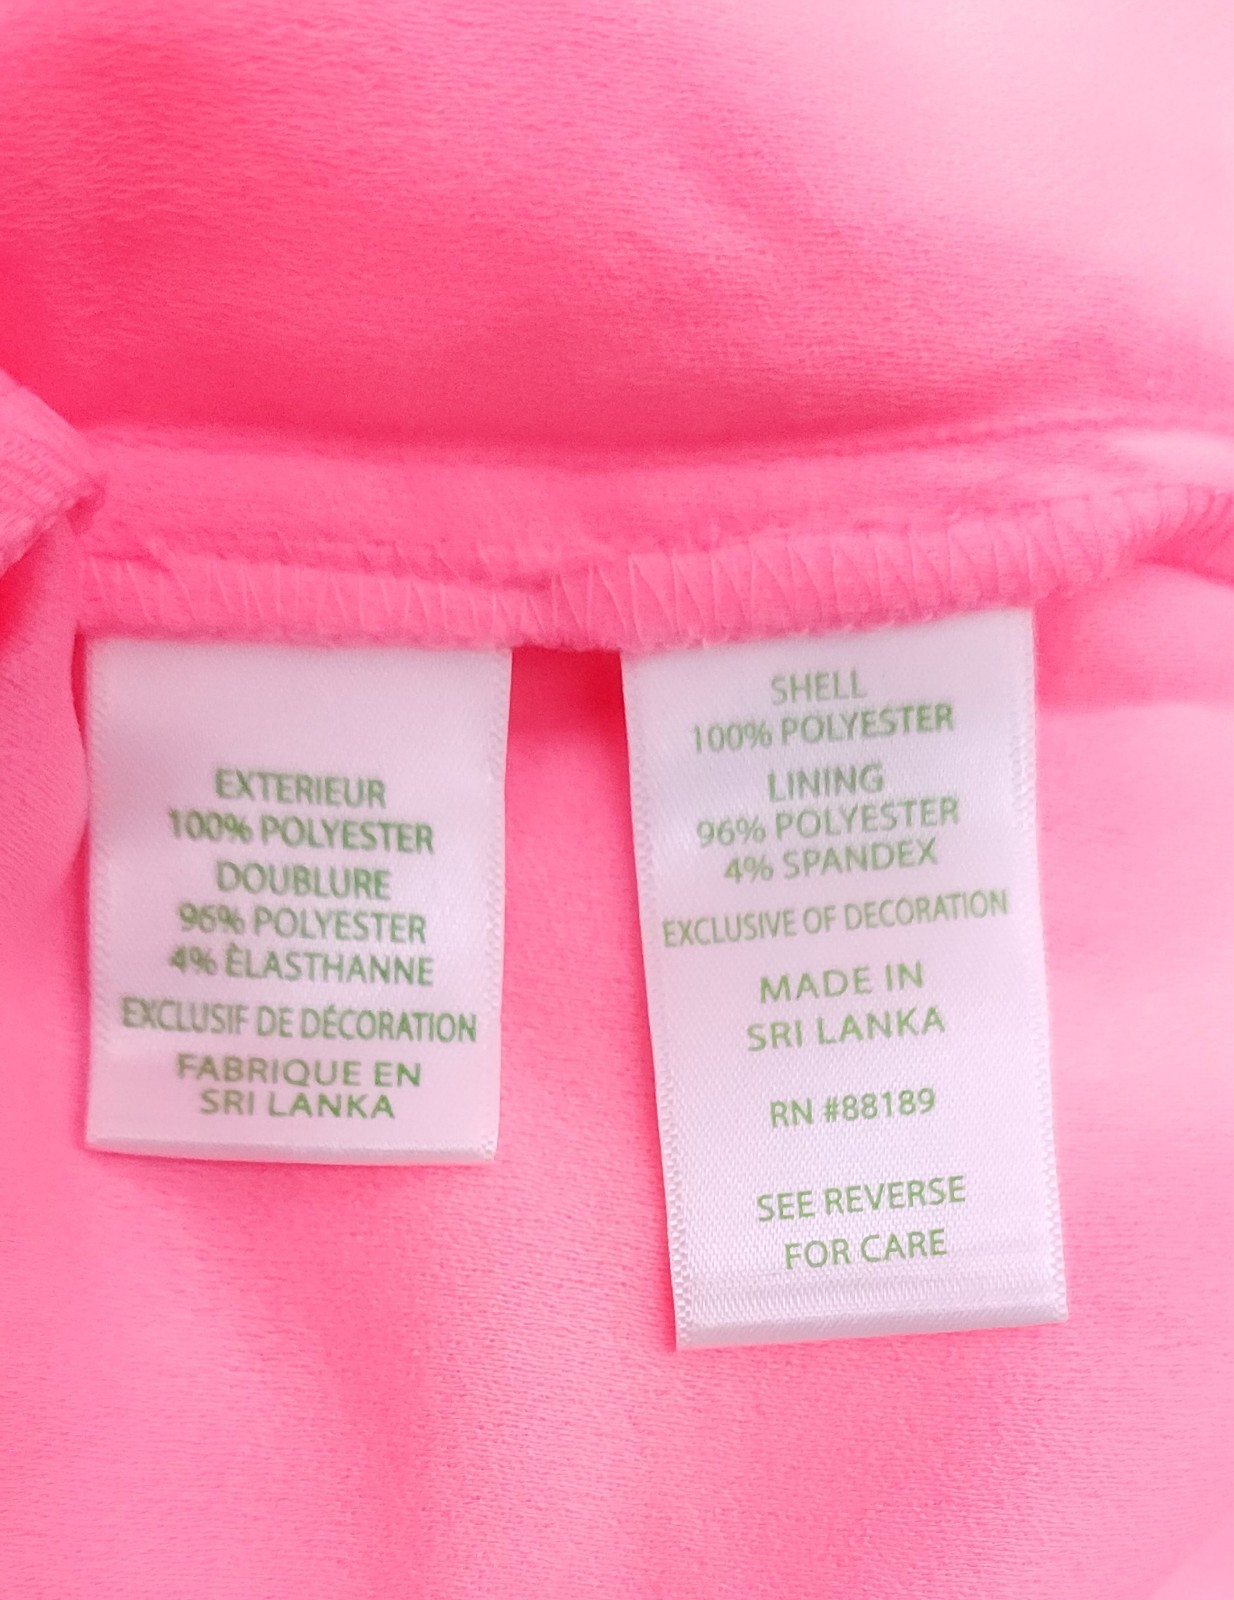 EXTERIEUR
100% POLYESTER
DOUBLURE
96% POLYESTER
4% ÈLASTHANNE
EXCLUSIF DE DÉCORATION
FABRIQUE EN
SRI LANKA
SHELL
100% POLYESTER
LINING
96% POLYESTER
4% SPANDEX
EXCLUSIVE OF DECORATION
MADE IN
SRI LANKA
RN #88189
SEE REVERSE
FOR CARE